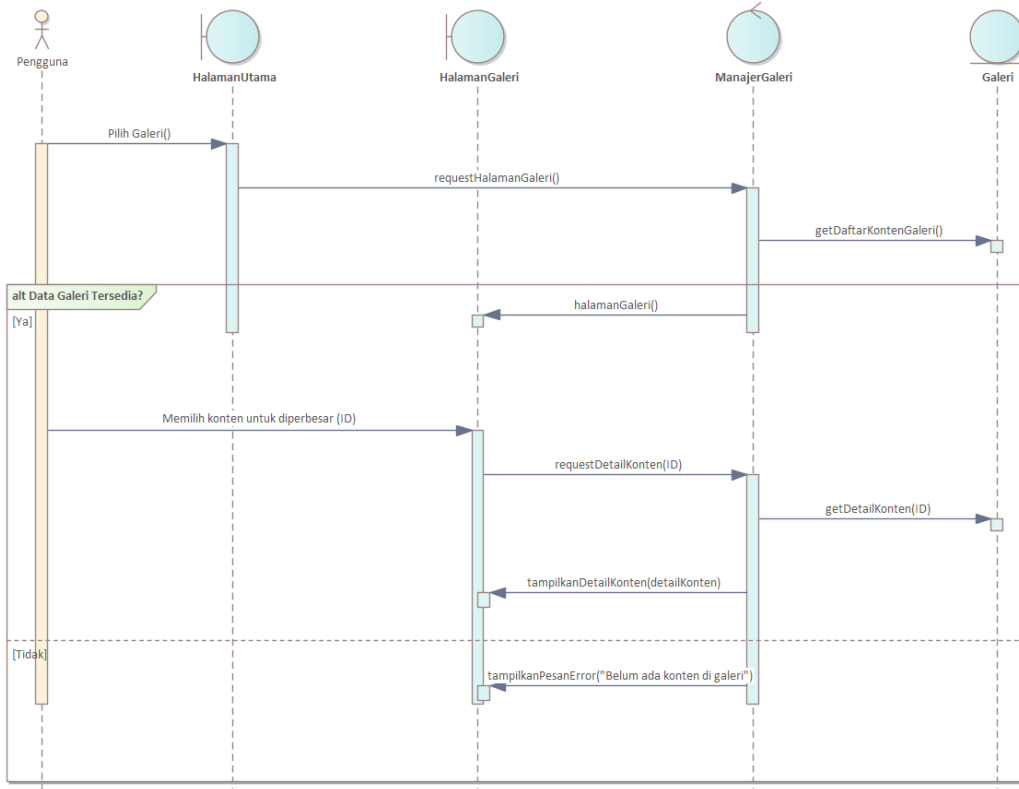 Pengguna
HalamanUtama
HalamanGaleri
ManajerGaleri
Galeri
Pilih Galeri()
requestHalamanGaleri()
getDaftarKontenGaleri()
alt Data Galeri Tersedia?
[Ya]
halamanGaleri()
Memilih konten untuk diperbesar (ID)
requestDetailKonten(ID)
getDetailKonten(ID)
tampilkanDetailKonten(detailKonten)
[Tidak]
tampilkanPesanError("Belum ada konten di galeri")